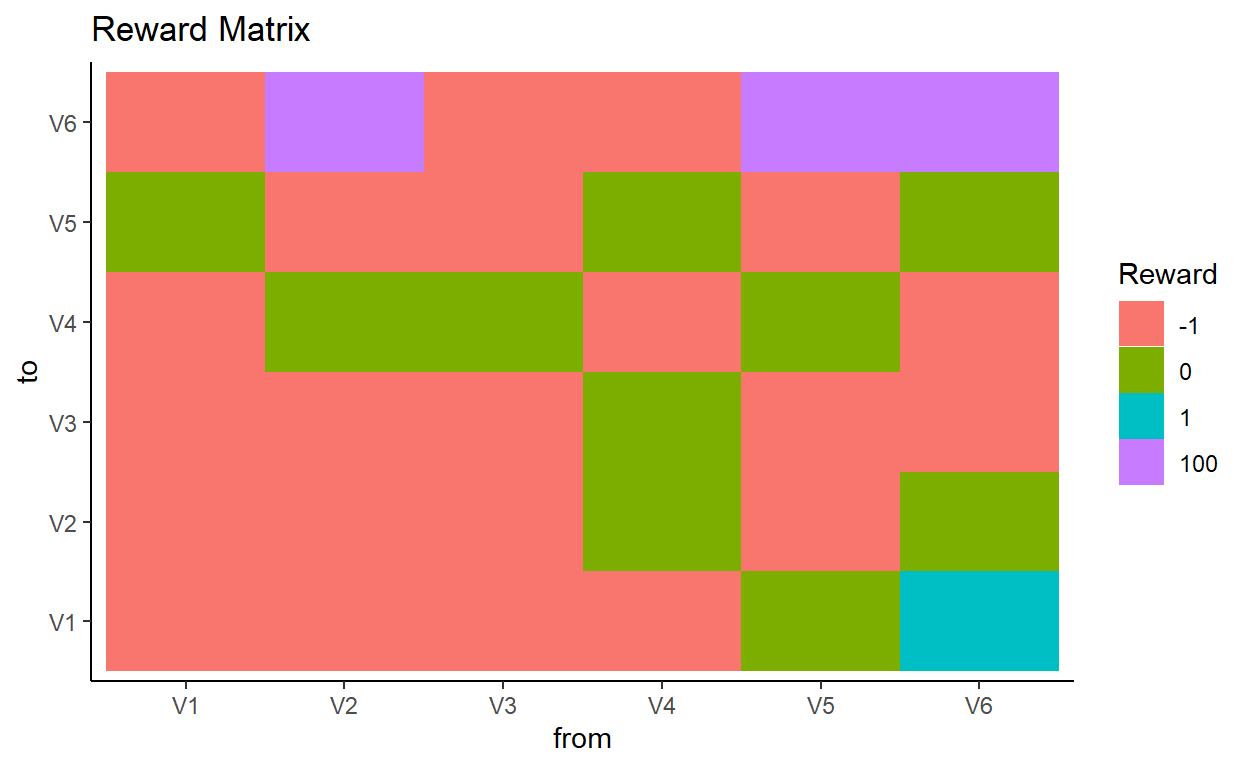 Reward Matrix
V6
V5
V4
V3
V2
V1
to
V1 V2 V3 V4 V5 V6
from
Reward
-1
0
1
100